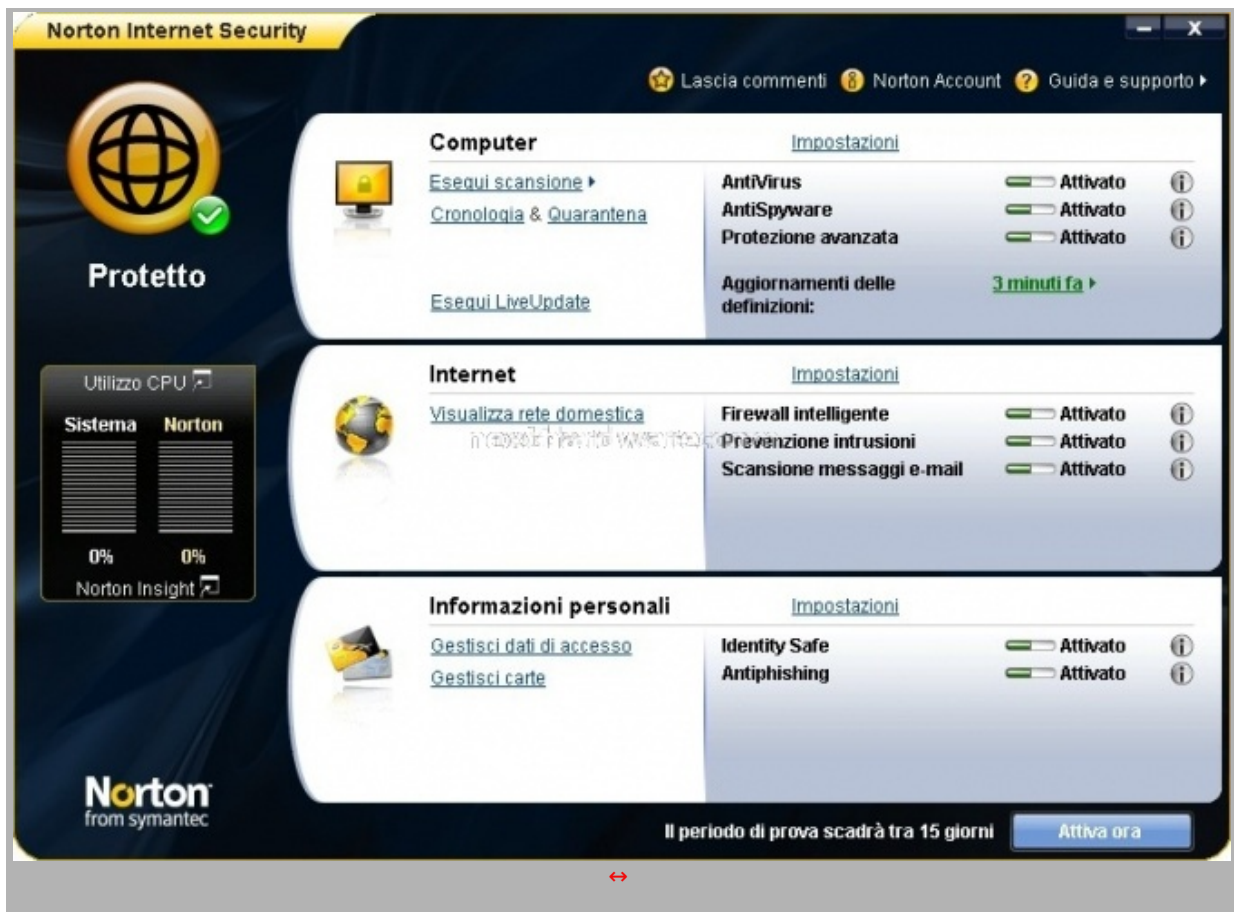 Norton Internet Security
Lascia commenti Norton Account Guida e supporto
Protetto
Utilizzo CPU
Sistema Norton
0% 0%
Norton Insight
Norton
from symantec
Computer Impostazioni
Esegui scansione
Cronologia & Quarantena
Esegui LiveUpdate
AntiVirus Attivato
AntiSpyware Attivato
Protezione avanzata Attivato
Aggiornamenti delle definizioni: 3 minuti fa
Internet Impostazioni
Visualizza rete domestica
Firewall intelligente Attivato
Prevenzione intrusioni Attivato
Scansione messaggi e-mail Attivato
Informazioni personali Impostazioni
Gestisci dati di accesso
Gestisci carte
Identity Safe Attivato
Antiphishing Attivato
Il periodo di prova scadrà tra 15 giorni Attiva ora